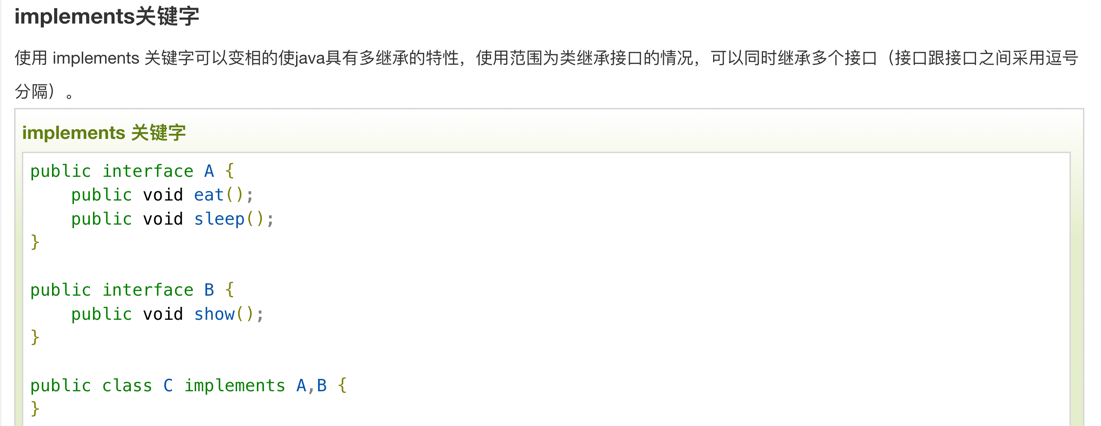 implements关键字
使用 implements 关键字可以变相的使java具有多继承的特性，使用范围为类继承接口的情况，可以同时继承多个接口（接口跟接口之间采用逗号
分隔）。
implements 关键字
public interface A {
    public void eat();
    public void sleep();
}
public interface B {
    public void show();
}
public class C implements A,B {
}